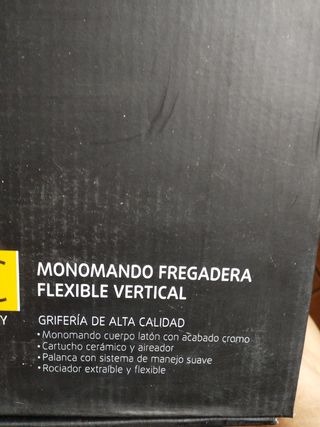 MONOMANDO FREGADERA
FLEXIBLE VERTICAL
GRIFERÍA DE ALTA CALIDAD
• Monomando cuerpo latón con acabado cromo
• Cartucho cerámico y aireador
• Palanca con sistema de manejo suave
• Rociador extraíble y flexible
C
Y